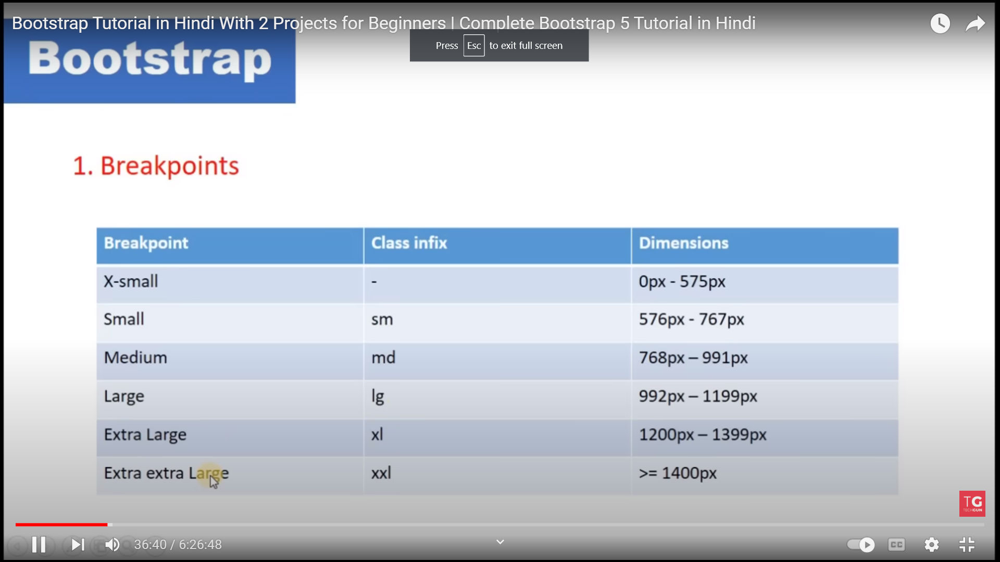 Bootstrap Tutorial in Hindi With 2 Projects for Beginners | Complete Bootstrap 5 Tutorial in Hindi
Press Esc to exit full screen
Bootstrap
1. Breakpoints
Breakpoint Class infix Dimensions
X-small - 0px - 575px
Small sm 576px - 767px
Medium md 768px – 991px
Large lg 992px – 1199px
Extra Large xl 1200px – 1399px
Extra extra Large xxl >= 1400px
TG
TECHGUN
36:40 / 6:26:48
CC